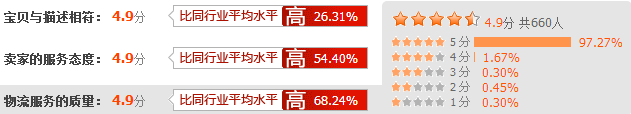 宝贝与描述相符： 4.9分 比同行业平均水平 高 26.31%
卖家的服务态度： 4.9分 比同行业平均水平 高 54.40%
物流服务的质量： 4.9分 比同行业平均水平 高 68.24%
4.9分 共660人
5分 97.27%
4分 1.67%
3分 0.30%
2分 0.45%
1分 0.30%